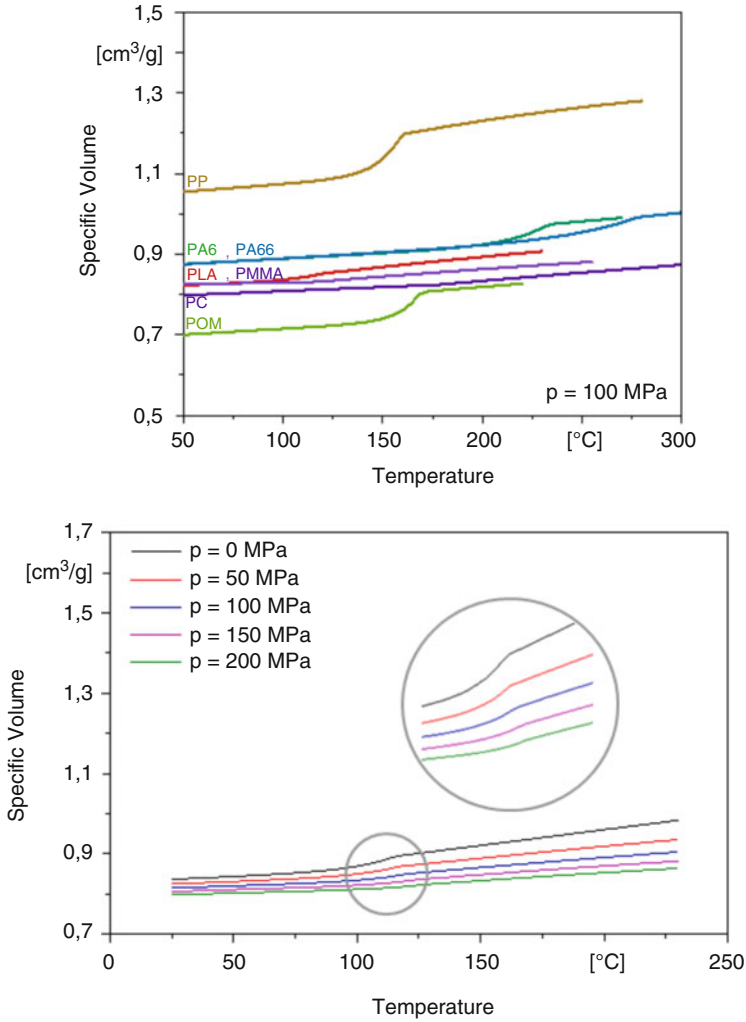 1,5
[cm³/g]
1,3
1,1
0,9
0,7
0,5
Specific Volume
PP
PA6 , PA66
PLA , PMMA
PC
POM
p = 100 MPa
50 100 150 200 [°C] 300
Temperature
1,7
[cm³/g]
1,5
1,3
1,1
0,9
0,7
Specific Volume
p = 0 MPa
p = 50 MPa
p = 100 MPa
p = 150 MPa
p = 200 MPa
0 50 100 150 [°C] 250
Temperature